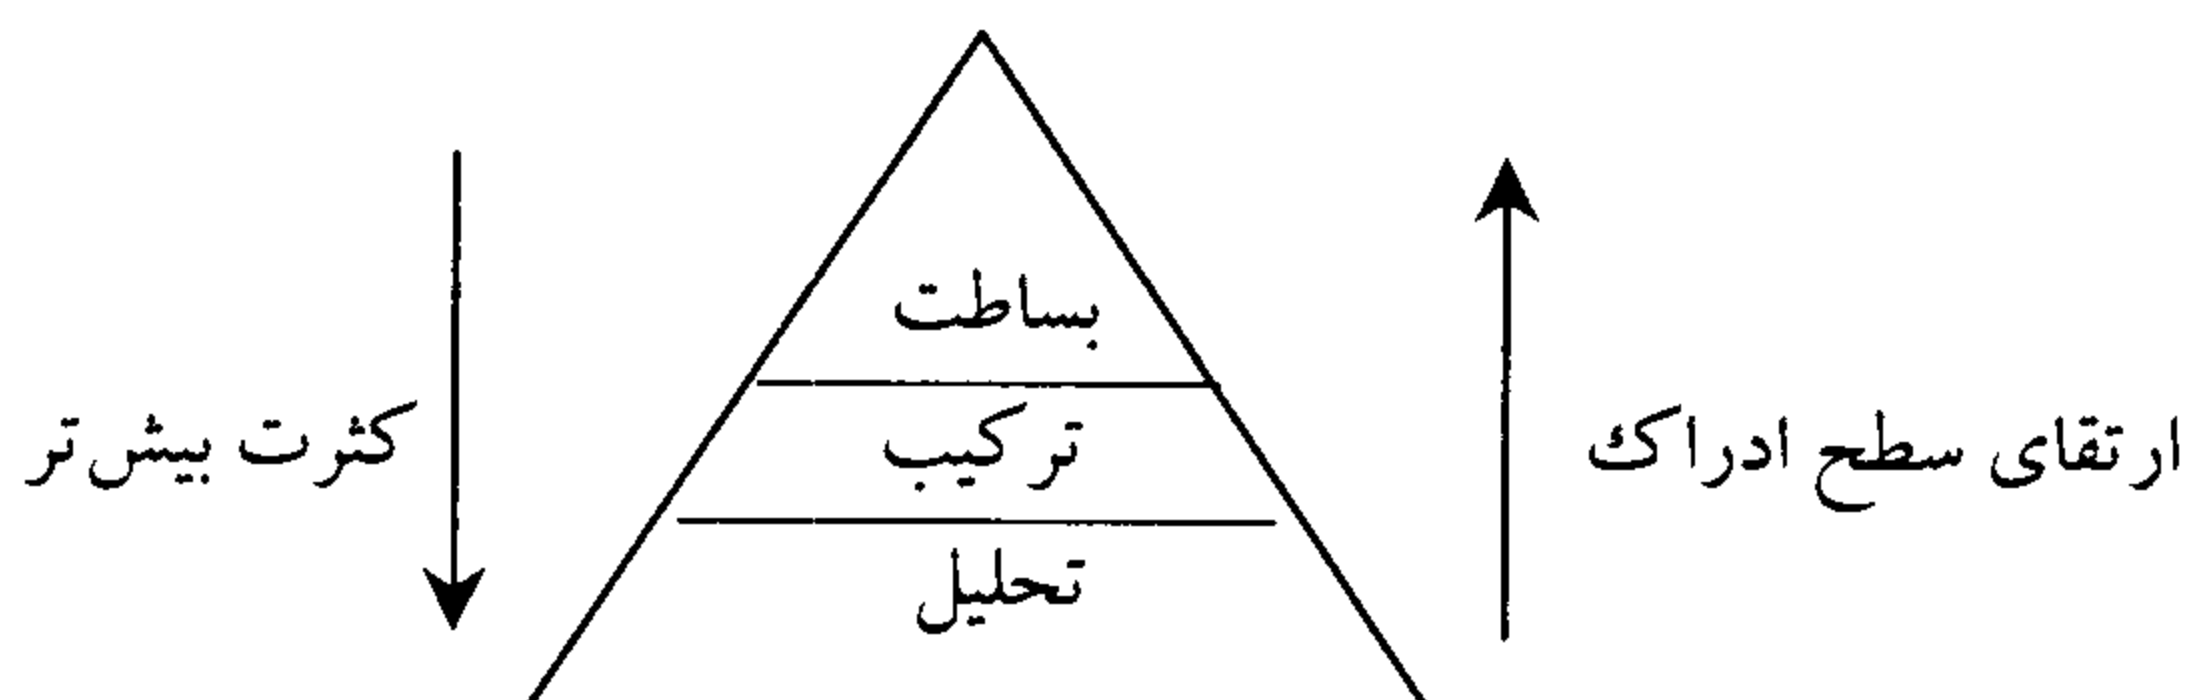 بساطت
ترکیب
تحلیل
ارتقای سطح ادراک
کثرت بیش‌تر